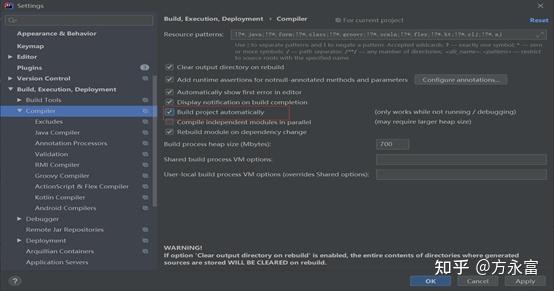 Settings
Build, Execution, Deployment › Compiler
For current project
Appearance & Behavior
Keymap
Editor
Plugins
Version Control
Build, Execution, Deployment
Build Tools
Compiler
Excludes
Java Compiler
Annotation Processors
Validation
RMI Compiler
Groovy Compiler
ActionScript & Flex Compiler
Kotlin Compiler
Android Compilers
Debugger
Remote Jar Repositories
Deployment
Arquillian Containers
Application Servers
Resource patterns: !?*.java;!?*.form;!?*.class;!?*.groovy;!?*.scala;!?*.flex;!?*.kt;!?*.clj;!?*.aj
Use ; to separate patterns and ! to negate a pattern. Accepted wildcards: ? — exactly one symbol; * — zero
or more symbols; / — path separator; /**/ — any number of directories; <dir_name>:<pattern> — restrict
to source roots with the specified name
Clear output directory on rebuild
Add runtime assertions for notnull-annotated methods and parameters Configure annotations...
Automatically show first error in editor
Display notification on build completion
Build project automatically (only works while not running / debugging)
Compile independent modules in parallel (may require larger heap size)
Rebuild module on dependency change
Build process heap size (Mbytes): 700
Shared build process VM options:
User-local build process VM options (overrides Shared options):
WARNING!
If option 'Clear output directory on rebuild' is enabled, the entire contents of directories where generated
sources are stored WILL BE CLEARED on rebuild.
知乎 @方永富
?
OK
Cancel
Apply